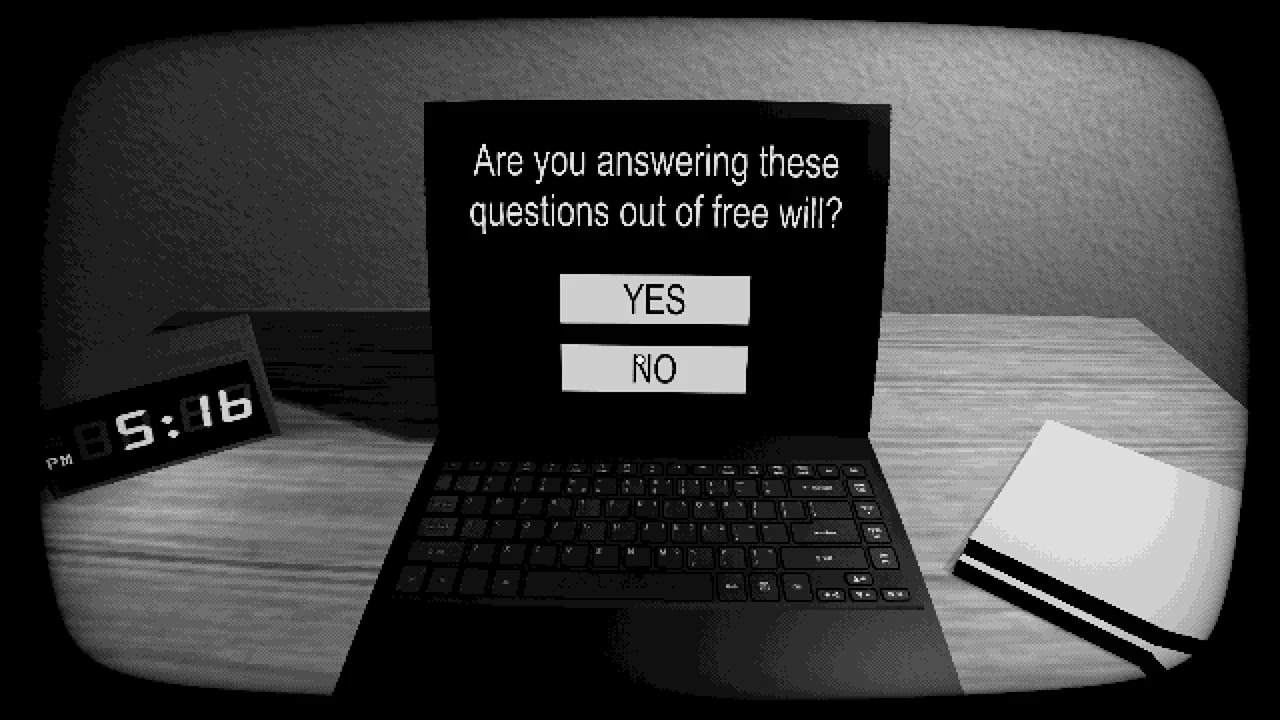 Are you answering these
questions out of free will?
YES
NO
PM 5:16